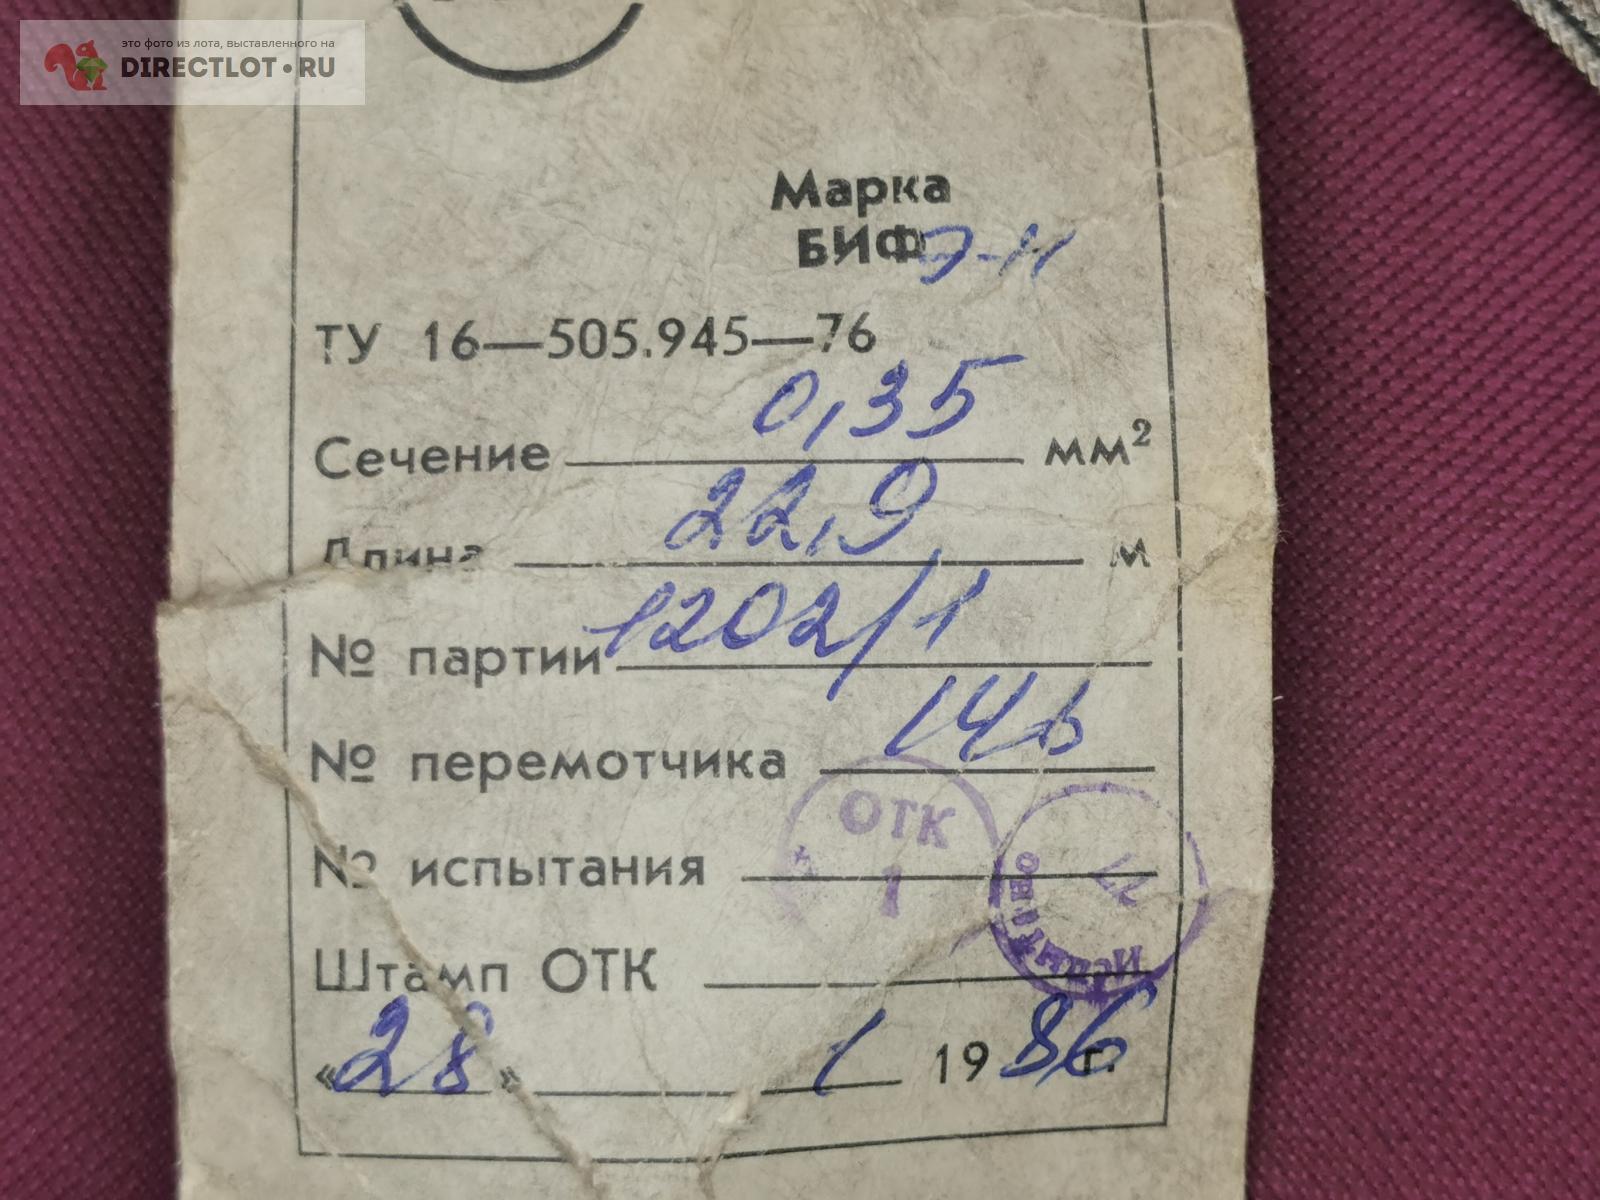 это фото из лота, выставленного на
DIRECTLOT•RU
Марка
БИФЭ-Н
ТУ 16—505.945—76
Сечение 0,35 мм²
Длина 22,9 м
№ партии 1202/1
№ перемотчика 146
№ испытания
ОТК
1
Штамп ОТК
«28» 1 1986 г.